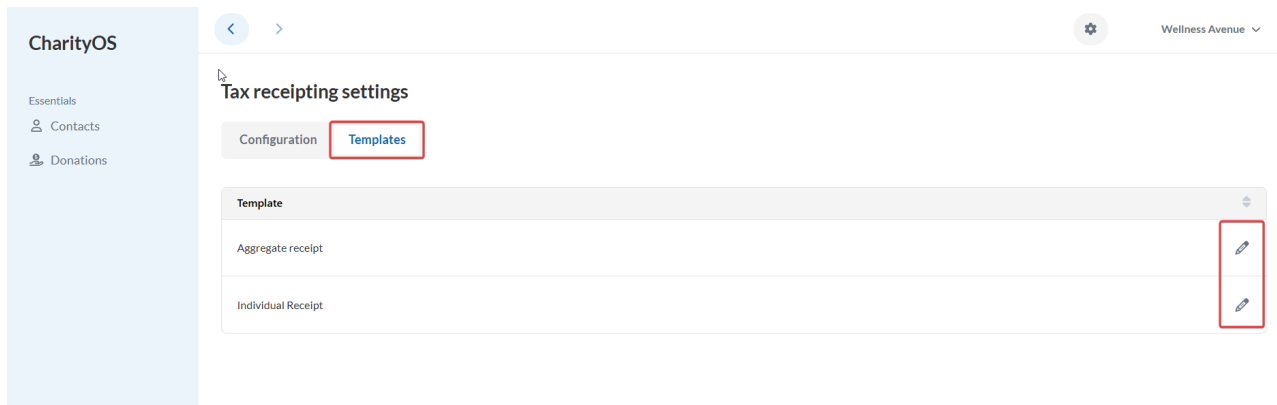 CharityOS
Wellness Avenue
Essentials
Contacts
Donations
Tax receipting settings
Configuration
Templates
Template
Aggregate receipt
Individual Receipt